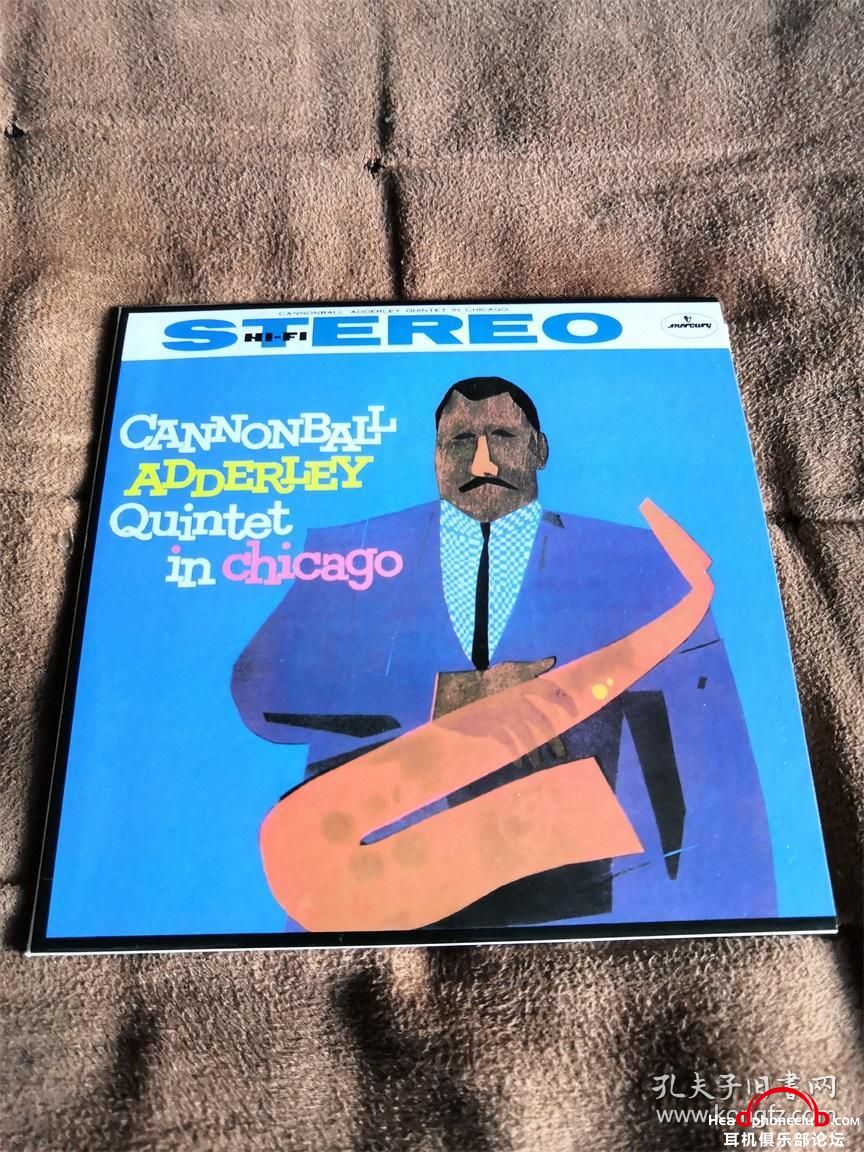 CANNONBALL ADDERLEY QUINTET IN CHICAGO
STEREO
HI-FI
mercury
CANNONBALL
ADDERLEY
Quintet
in chicago
孔夫子旧书网
www.kongfz.com
耳机俱乐部论坛